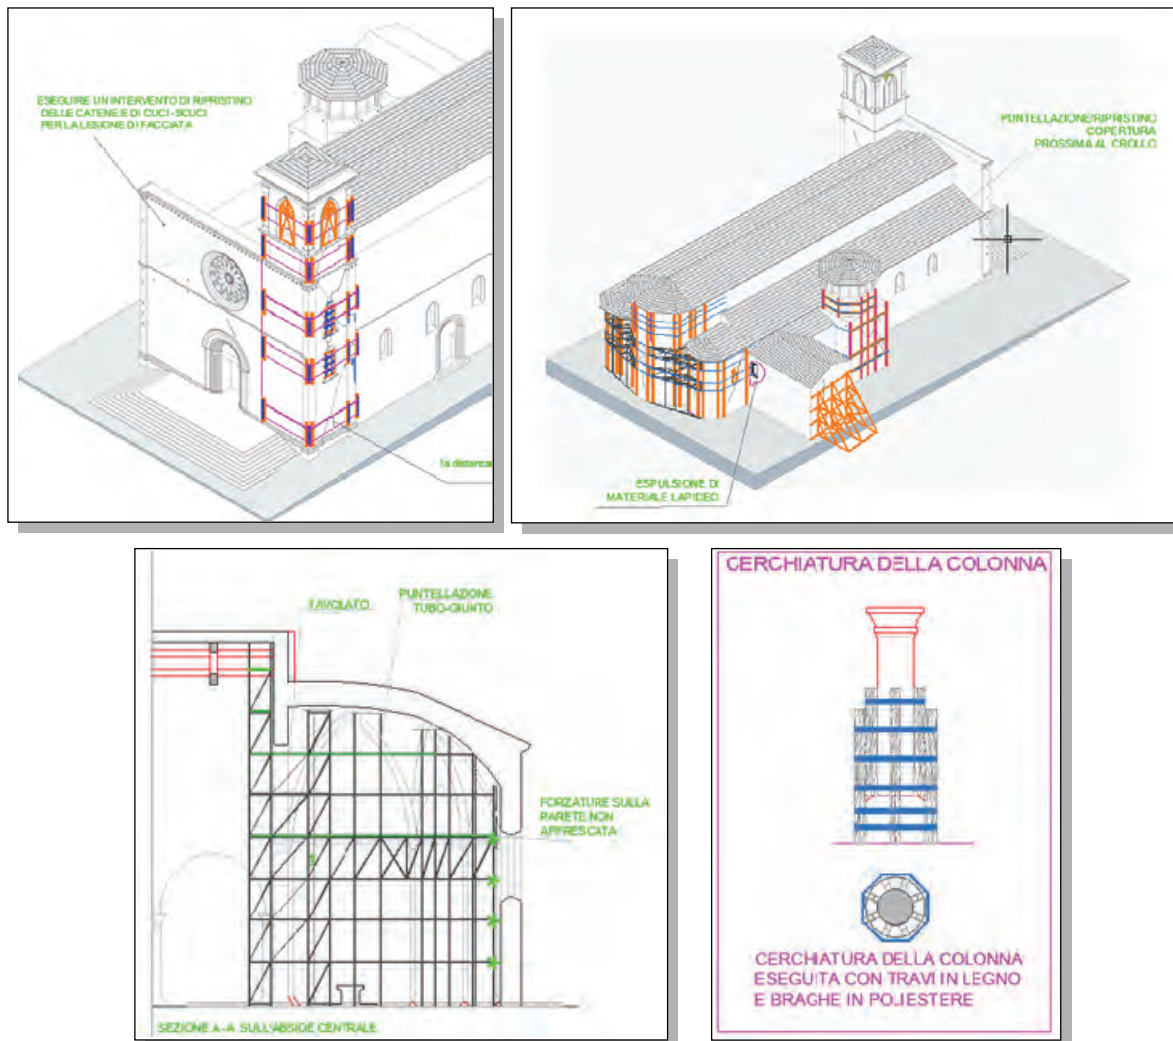 ESEGUIRE UN INTERVENTO DI RIPRISTINO
DELLE CATENE E DI CUCI-SCUCI
PER LA LESIONE DI FACCIATA
1a distanza
PUNTELLAZIONE/RIPRISTINO
COPERTURA
PROSSIMA AL CROLLO
ESPULSIONE DI
MATERIALE LAPIDEO
TAVOLATO
PUNTELLAZIONE
TUBO-GIUNTO
FORZATURE SULLA
PARETE NON
AFFRESCATA
SEZIONE A-A SULL'ABSIDE CENTRALE
CERCHIATURA DELLA COLONNA
CERCHIATURA DELLA COLONNA
ESEGUITA CON TRAVI IN LEGNO
E BRAGHE IN POLIESTERE